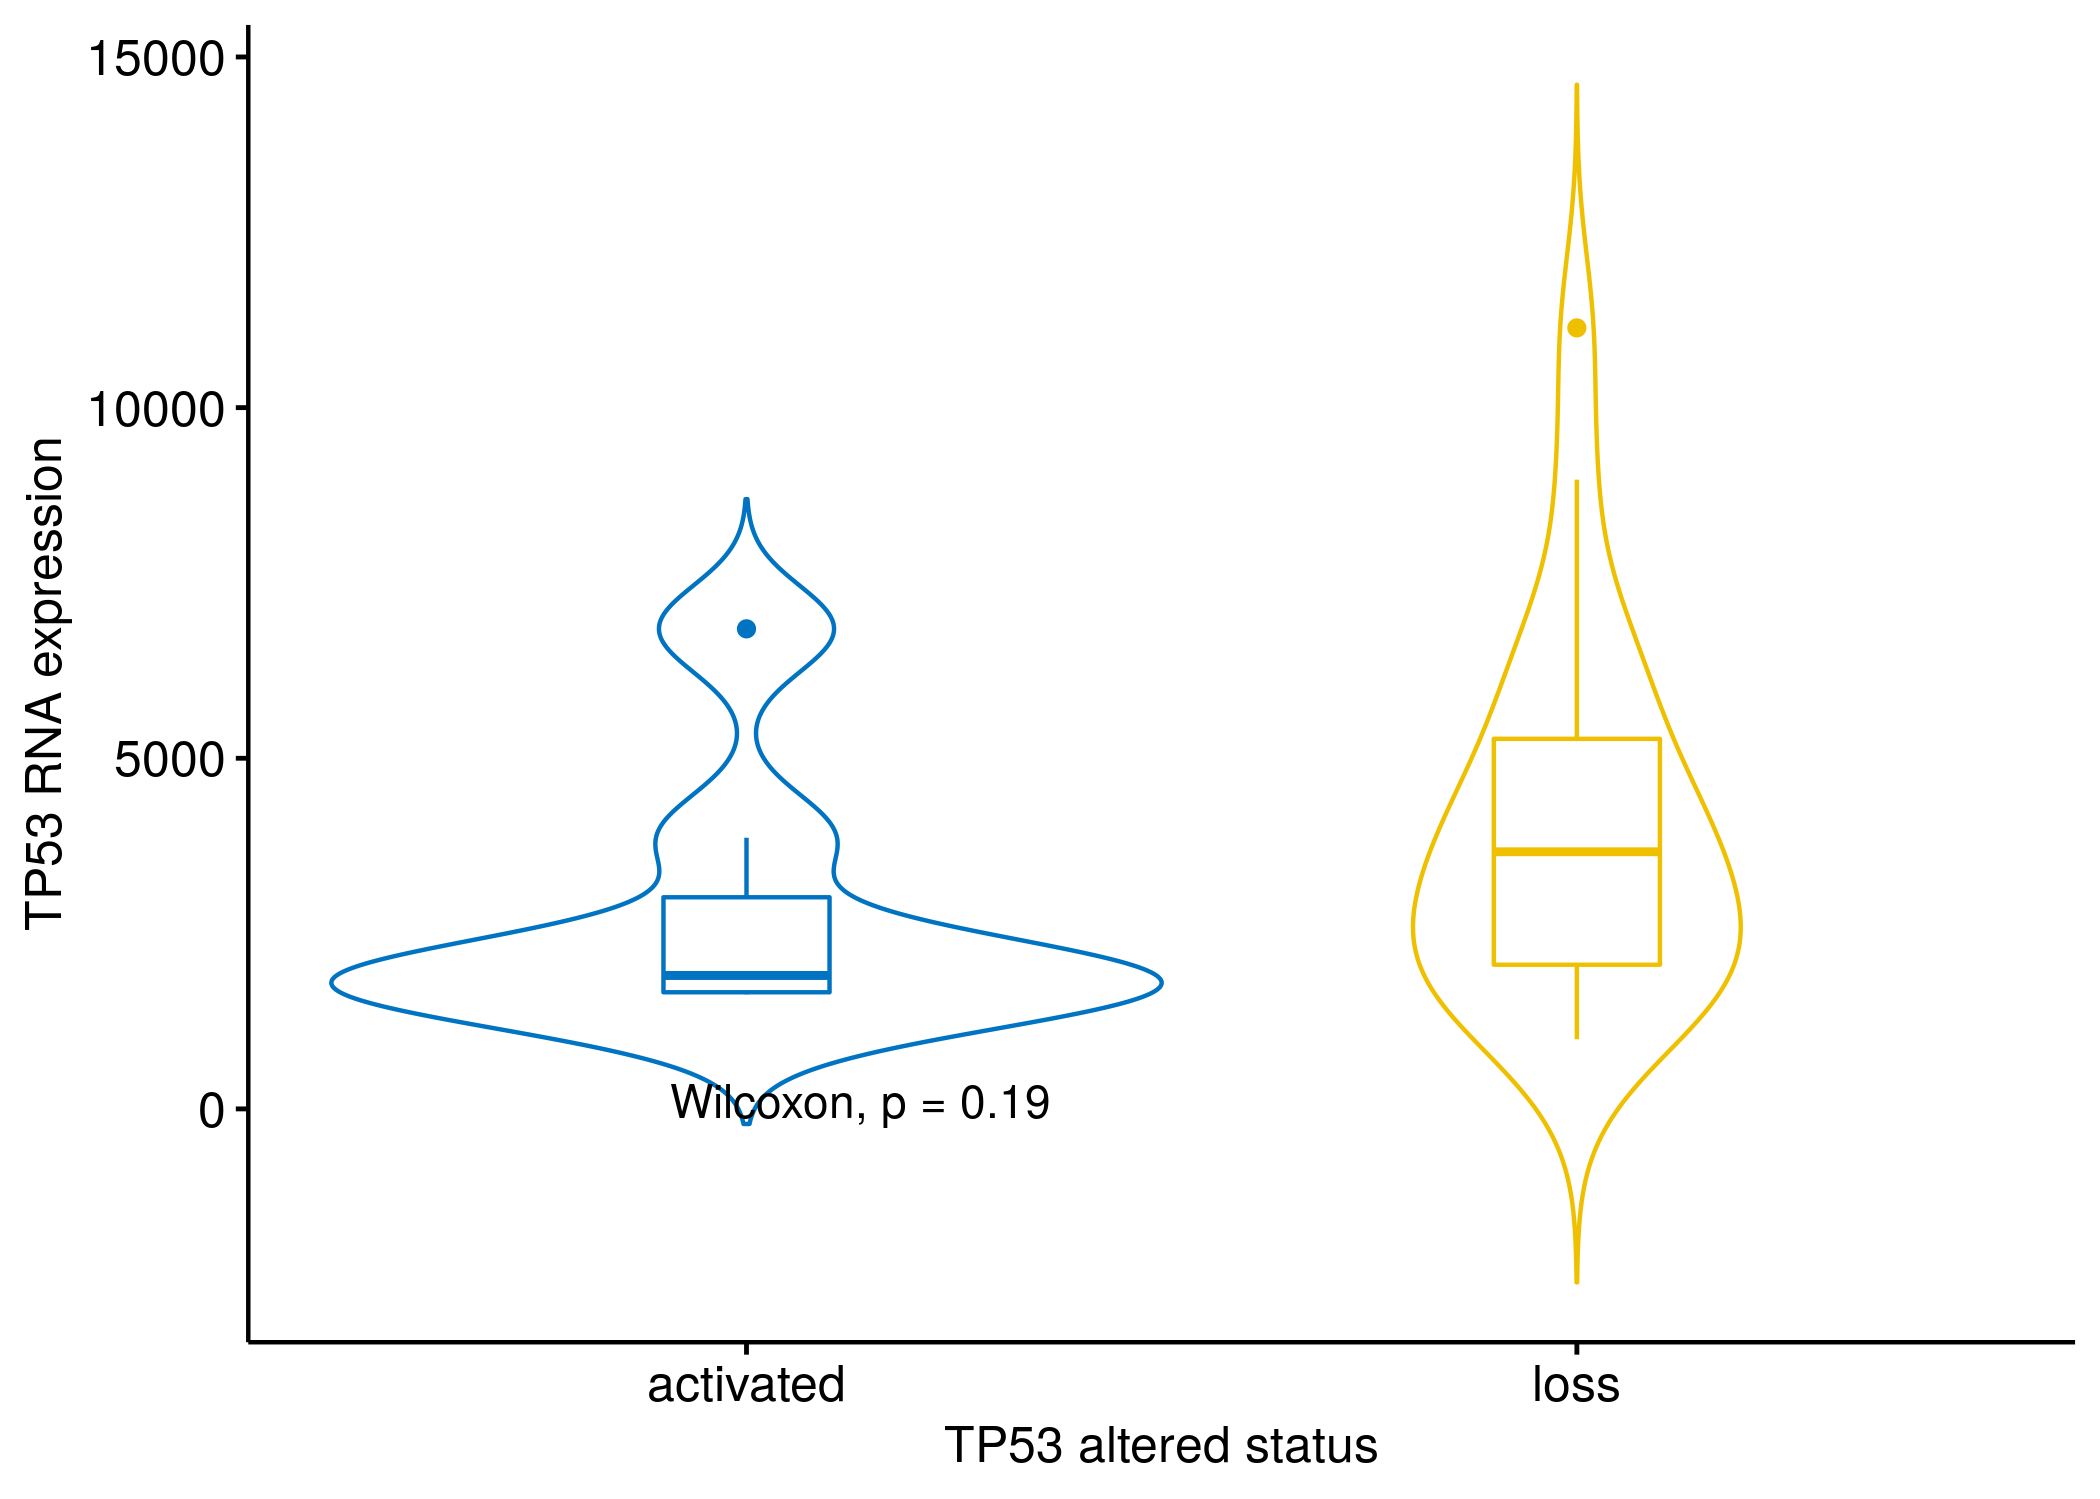 15000
10000
5000
0
TP53 RNA expression
Wilcoxon, p = 0.19
activated
loss
TP53 altered status